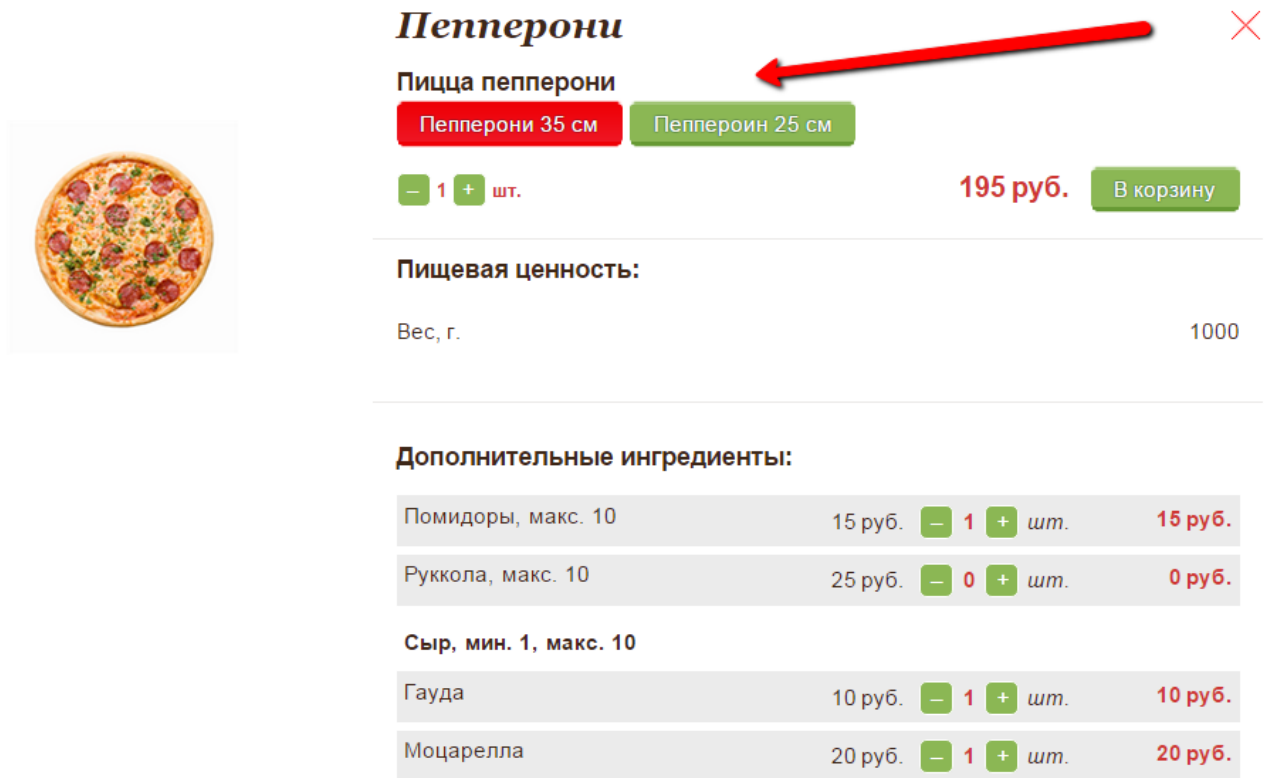 Пепперони
Пицца пепперони
Пепперони 35 см Пеппероин 25 см
– 1 + шт. 195 руб. В корзину
Пищевая ценность:
Вес, г. 1000
Дополнительные ингредиенты:
Помидоры, макс. 10 15 руб. – 1 + шт. 15 руб.
Руккола, макс. 10 25 руб. – 0 + шт. 0 руб.
Сыр, мин. 1, макс. 10
Гауда 10 руб. – 1 + шт. 10 руб.
Моцарелла 20 руб. – 1 + шт. 20 руб.